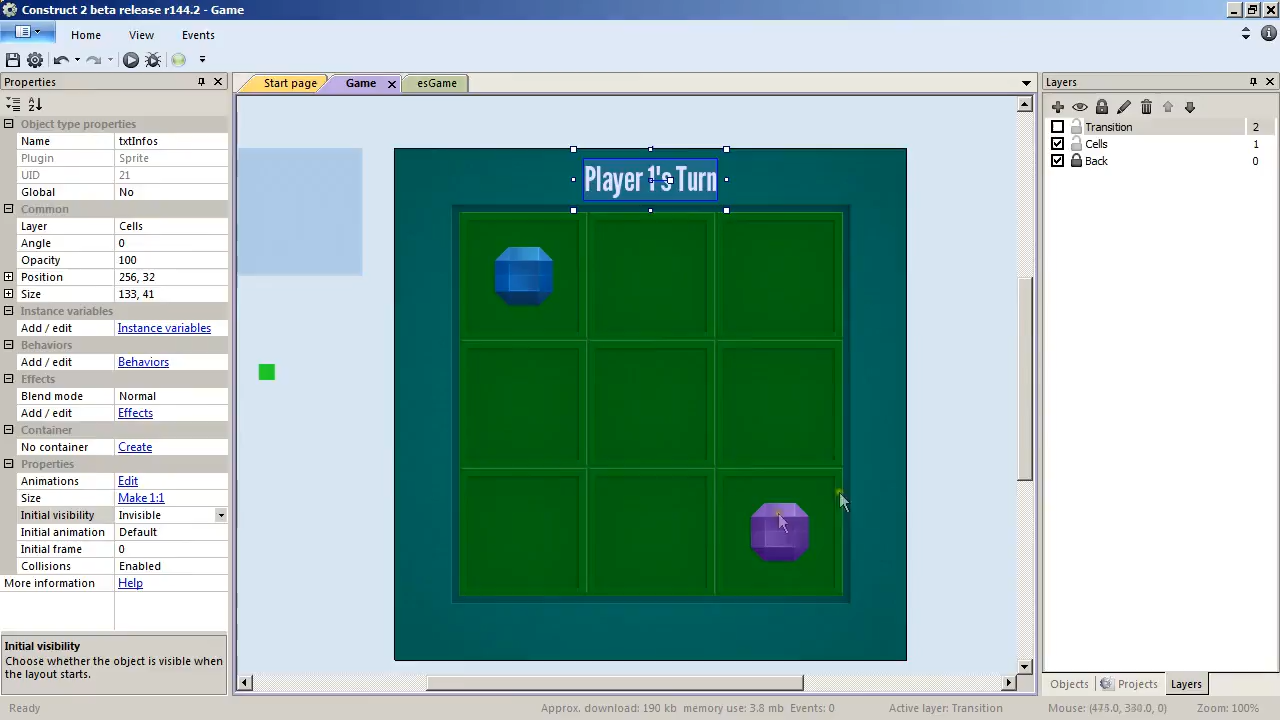 Construct 2 beta release r144.2 - Game
Home View Events
Properties
Start page Game esGame
Layers
Object type properties
Name txtInfos
Plugin Sprite
UID 21
Global No
Common
Layer Cells
Angle 0
Opacity 100
Position 256, 32
Size 133, 41
Instance variables
Add / edit Instance variables
Behaviors
Add / edit Behaviors
Effects
Blend mode Normal
Add / edit Effects
Container
No container Create
Properties
Animations Edit
Size Make 1:1
Initial visibility Invisible
Initial animation Default
Initial frame 0
Collisions Enabled
More information Help
Initial visibility
Choose whether the object is visible when
the layout starts.
Player 1's Turn
Transition 2
Cells 1
Back 0
Objects Projects Layers
Ready Approx. download: 190 kb memory use: 3.8 mb Events: 0 Active layer: Transition Mouse: (475.0, 330.0, 0) Zoom: 100%